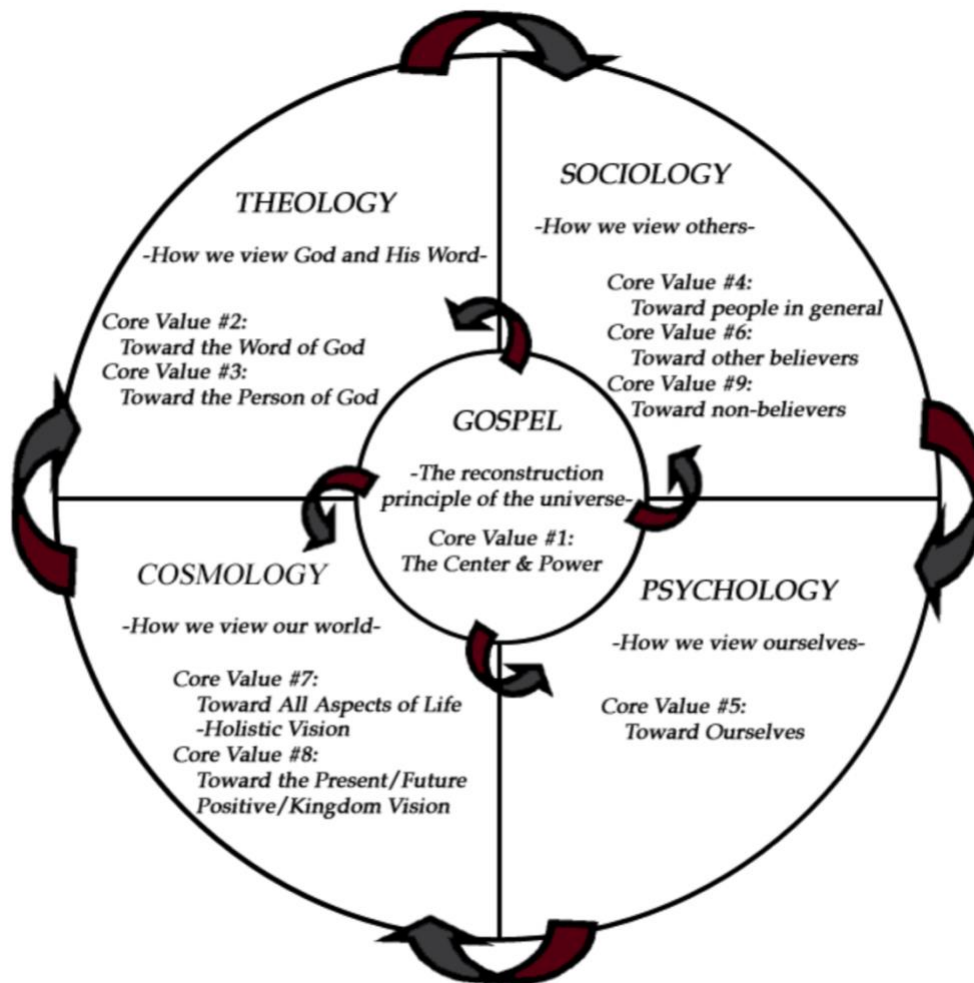 THEOLOGY
-How we view God and His Word-
Core Value #2:
Toward the Word of God
Core Value #3:
Toward the Person of God
SOCIOLOGY
-How we view others-
Core Value #4:
Toward people in general
Core Value #6:
Toward other believers
Core Value #9:
Toward non-believers
GOSPEL
-The reconstruction
principle of the universe-
Core Value #1:
The Center & Power
COSMOLOGY
-How we view our world-
Core Value #7:
Toward All Aspects of Life
-Holistic Vision
Core Value #8:
Toward the Present/Future
Positive/Kingdom Vision
PSYCHOLOGY
-How we view ourselves-
Core Value #5:
Toward Ourselves